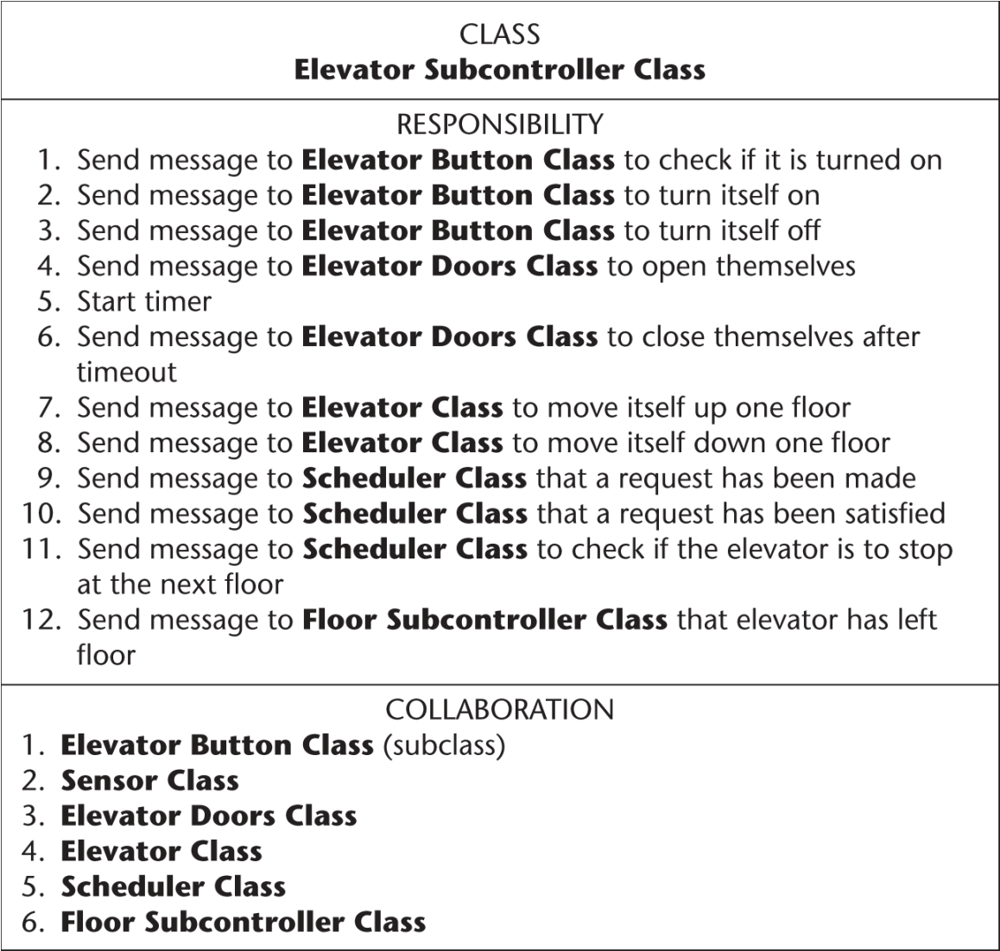 CLASS
Elevator Subcontroller Class
RESPONSIBILITY
1. Send message to Elevator Button Class to check if it is turned on
2. Send message to Elevator Button Class to turn itself on
3. Send message to Elevator Button Class to turn itself off
4. Send message to Elevator Doors Class to open themselves
5. Start timer
6. Send message to Elevator Doors Class to close themselves after
timeout
7. Send message to Elevator Class to move itself up one floor
8. Send message to Elevator Class to move itself down one floor
9. Send message to Scheduler Class that a request has been made
10. Send message to Scheduler Class that a request has been satisfied
11. Send message to Scheduler Class to check if the elevator is to stop
at the next floor
12. Send message to Floor Subcontroller Class that elevator has left
floor
COLLABORATION
1. Elevator Button Class (subclass)
2. Sensor Class
3. Elevator Doors Class
4. Elevator Class
5. Scheduler Class
6. Floor Subcontroller Class